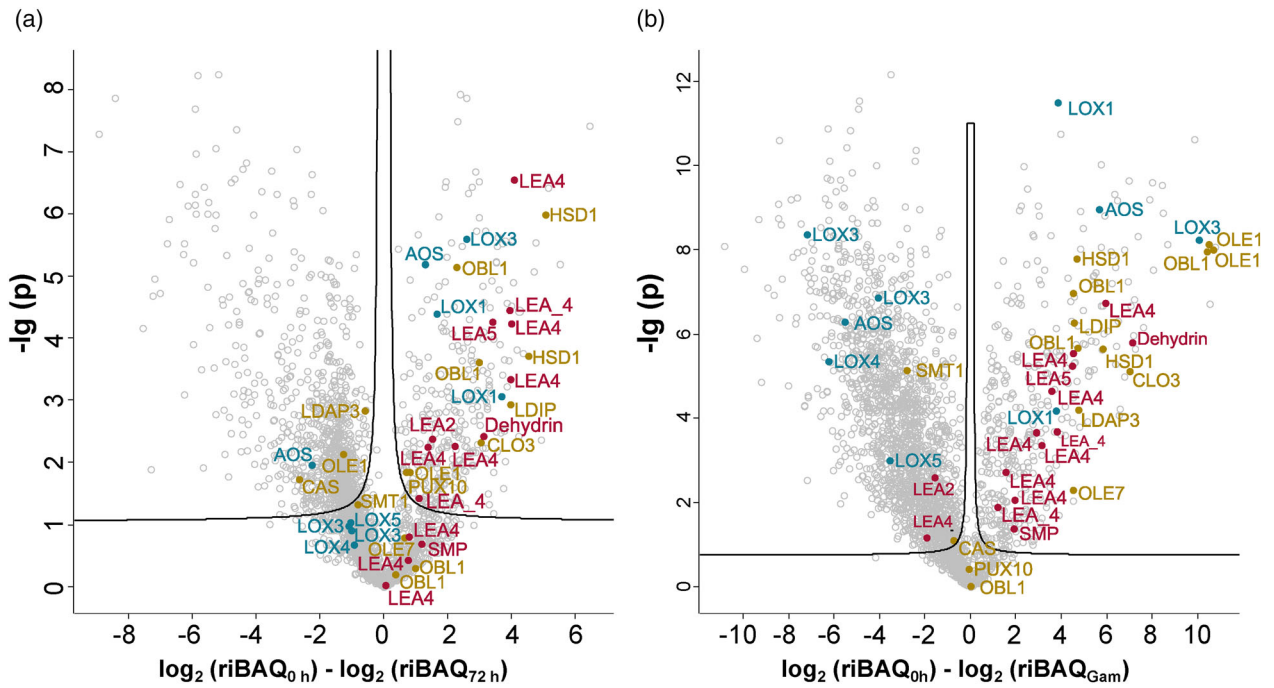 (a)
(b)
-lg (p)
8
7
6
5
4
3
2
1
0
-8
-6
-4
-2
0
2
4
6
log2 (riBAQ0 h) - log2 (riBAQ72 h)
LEA4
HSD1
LOX3
AOS
OBL1
LOX1
LEA_4
LEA5
LEA4
HSD1
OBL1
LEA4
LOX1
LDIP
LDAP3
LEA2
Dehydrin
CLO3
LEA4
LEA4
AOS
OLE1
CAS
OLE1
PUX10
SMT1
LEA_4
LOX3
LOX5
LOX3
LOX4
OLE7
LEA4
SMP
LEA4
OBL1
OBL1
LEA4
-lg (p)
12
10
8
6
4
2
0
-10
-8
-6
-4
-2
0
2
4
6
8
10
log2 (riBAQ0h) - log2 (riBAQGam)
LOX1
AOS
LOX3
LOX3
OLE1
OBL1
OLE1
HSD1
OBL1
LOX3
LEA4
AOS
LDIP
Dehydrin
OBL1
LOX4
LEA4
HSD1
SMT1
LEA5
CLO3
LEA4
LOX1
LDAP3
LEA4
LEA_4
LEA4
LOX5
LEA2
LEA4
OLE7
LEA4
LEA_4
LEA4
SMP
CAS
PUX10
OBL1